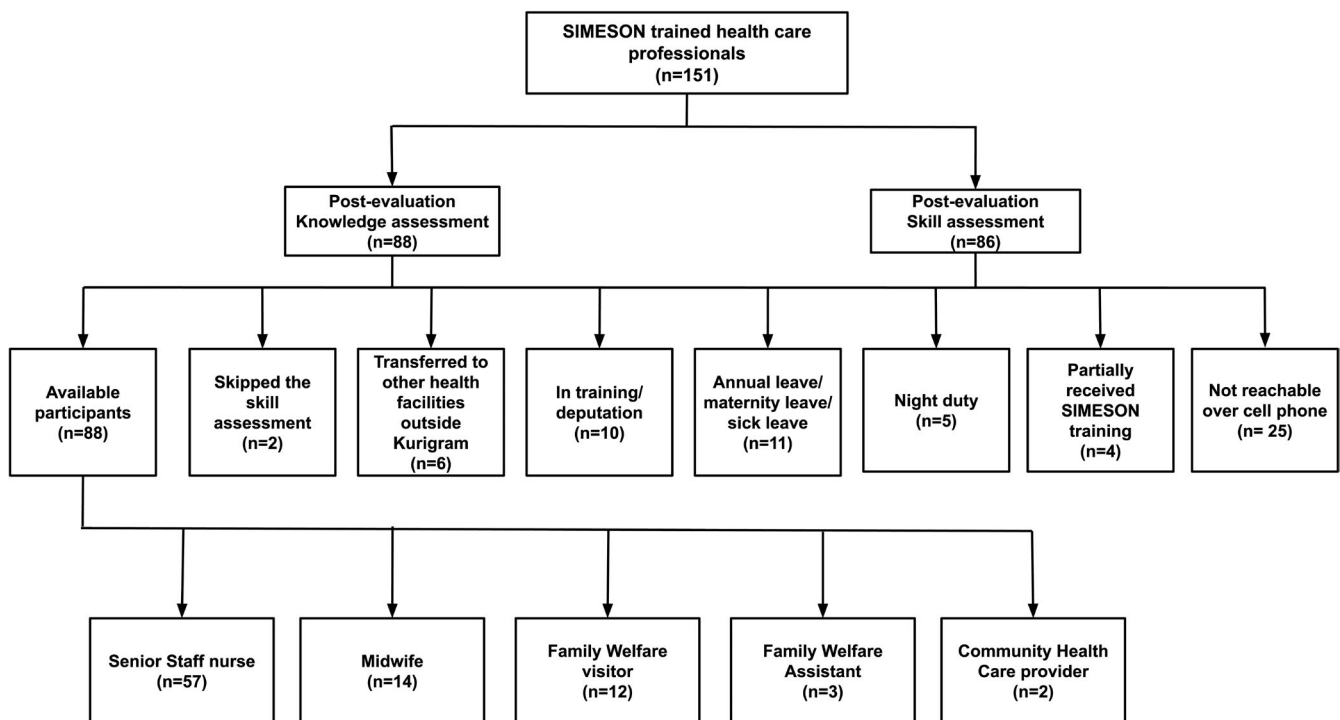 SIMESON trained health care
professionals
(n=151)
Post-evaluation
Knowledge assessment
(n=88)
Post-evaluation
Skill assessment
(n=86)
Available
participants
(n=88)
Skipped the
skill
assessment
(n=2)
Transferred to
other health
facilities
outside
Kurigram
(n=6)
In training/
deputation
(n=10)
Annual leave/
maternity leave/
sick leave
(n=11)
Night duty
(n=5)
Partially
received
SIMESON
training
(n=4)
Not reachable
over cell phone
(n= 25)
Senior Staff nurse
(n=57)
Midwife
(n=14)
Family Welfare
visitor
(n=12)
Family Welfare
Assistant
(n=3)
Community Health
Care provider
(n=2)